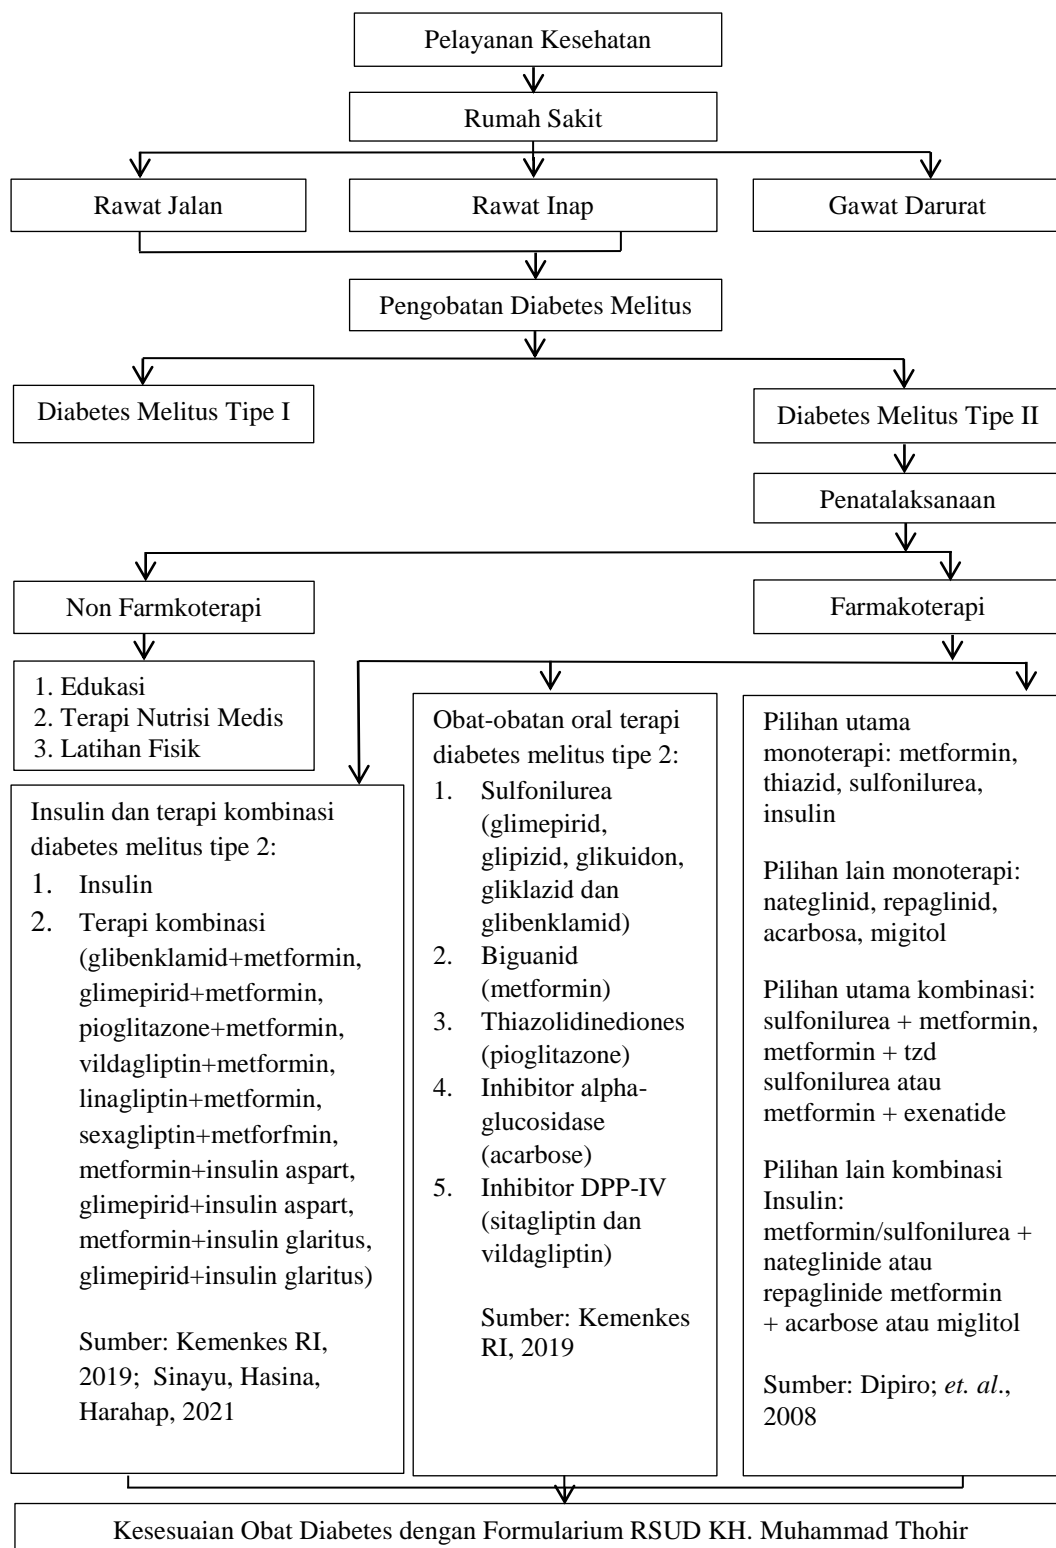 Pelayanan Kesehatan
Rumah Sakit
Rawat Jalan
Rawat Inap
Gawat Darurat
Pengobatan Diabetes Melitus
Diabetes Melitus Tipe I
Diabetes Melitus Tipe II
Penatalaksanaan
Non Farmkoterapi
Farmakoterapi
1. Edukasi
2. Terapi Nutrisi Medis
3. Latihan Fisik
Insulin dan terapi kombinasi
diabetes melitus tipe 2:
1. Insulin
2. Terapi kombinasi
(glibenklamid+metformin,
glimepirid+metformin,
pioglitazone+metformin,
vildagliptin+metformin,
linagliptin+metformin,
sexagliptin+metforfmin,
metformin+insulin aspart,
glimepirid+insulin aspart,
metformin+insulin glaritus,
glimepirid+insulin glaritus)
Sumber: Kemenkes RI,
2019; Sinayu, Hasina,
Harahap, 2021
Obat-obatan oral terapi
diabetes melitus tipe 2:
1. Sulfonilurea
(glimepirid,
glipizid, glikuidon,
gliklazid dan
glibenklamid)
2. Biguanid
(metformin)
3. Thiazolidinediones
(pioglitazone)
4. Inhibitor alpha-
glucosidase
(acarbose)
5. Inhibitor DPP-IV
(sitagliptin dan
vildagliptin)
Sumber: Kemenkes
RI, 2019
Pilihan utama
monoterapi: metformin,
thiazid, sulfonilurea,
insulin
Pilihan lain monoterapi:
nateglinid, repaglinid,
acarbosa, migitol
Pilihan utama kombinasi:
sulfonilurea + metformin,
metformin + tzd
sulfonilurea atau
metformin + exenatide
Pilihan lain kombinasi
Insulin:
metformin/sulfonilurea +
nateglinide atau
repaglinide metformin
+ acarbose atau miglitol
Sumber: Dipiro; et. al.,
2008
Kesesuaian Obat Diabetes dengan Formularium RSUD KH. Muhammad Thohir